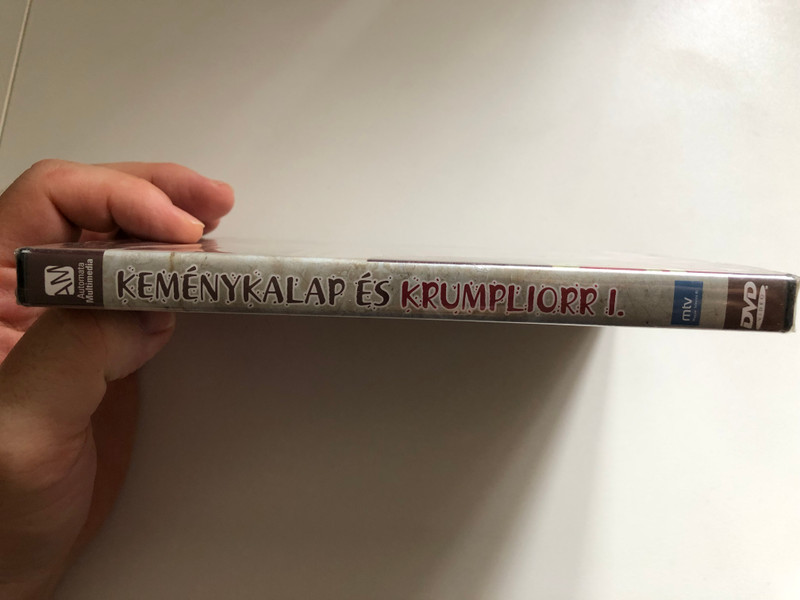 Automata
Multimedia
KEMÉNYKALAP ÉS KRUMPLIORR I.
mtv
DVD